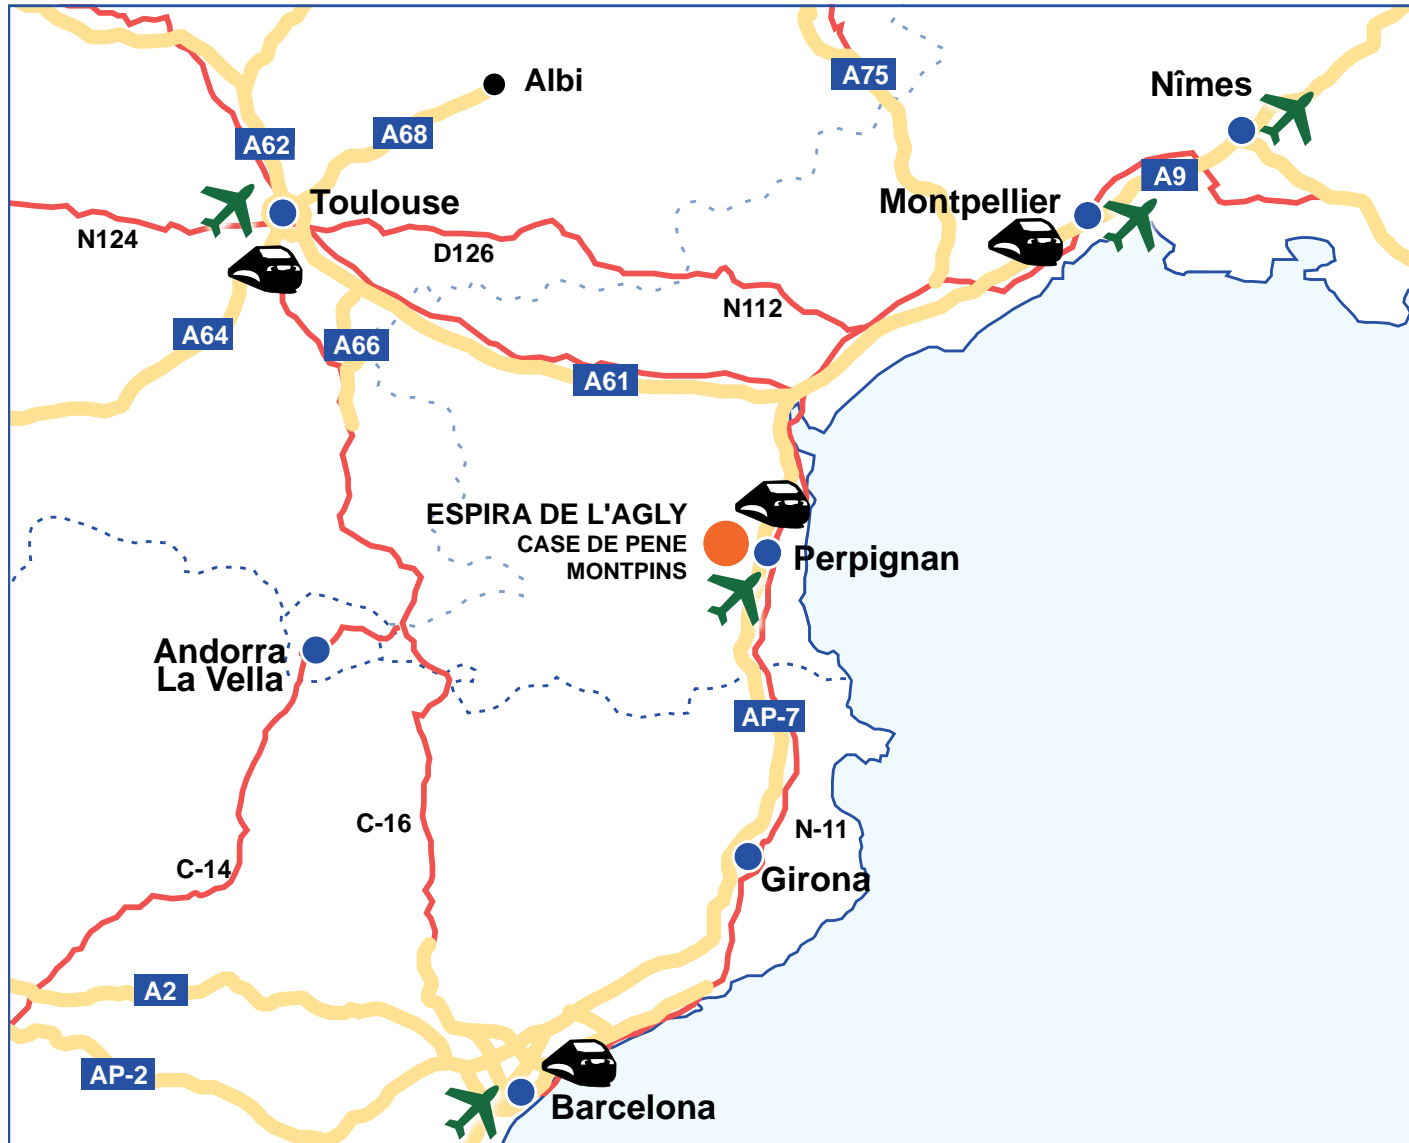 A75
Albi
Nîmes
A68
A62
A9
Toulouse
Montpellier
N124
D126
N112
A64
A66
A61
ESPIRA DE L'AGLY
CASE DE PENE
MONTPINS
Perpignan
Andorra
La Vella
AP-7
C-16
N-11
C-14
Girona
A2
AP-2
Barcelona